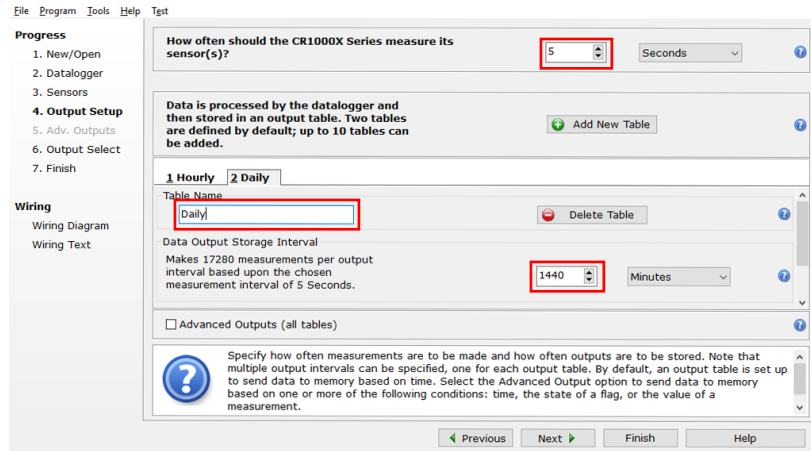 File Program Tools Help Test
Progress
1. New/Open
2. Datalogger
3. Sensors
4. Output Setup
5. Adv. Outputs
6. Output Select
7. Finish
Wiring
Wiring Diagram
Wiring Text
How often should the CR1000X Series measure its
sensor(s)?
5
Seconds
Data is processed by the datalogger and
then stored in an output table. Two tables
are defined by default; up to 10 tables can
be added.
Add New Table
1 Hourly 2 Daily
Table Name
Daily
Delete Table
Data Output Storage Interval
Makes 17280 measurements per output
interval based upon the chosen
measurement interval of 5 Seconds.
1440
Minutes
Advanced Outputs (all tables)
Specify how often measurements are to be made and how often outputs are to be stored. Note that
multiple output intervals can be specified, one for each output table. By default, an output table is set up
to send data to memory based on time. Select the Advanced Output option to send data to memory
based on one or more of the following conditions: time, the state of a flag, or the value of a
measurement.
Previous Next Finish Help